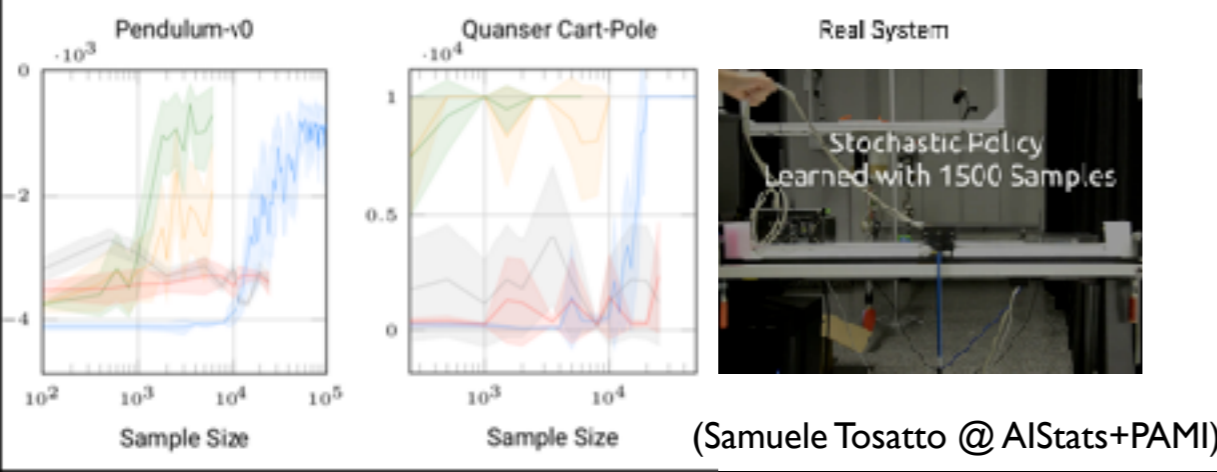 Pendulum-v0
Quanser Cart-Pole
Real System
·10³
·10⁴
0
−2
−4
10² 10³ 10⁴ 10⁵
Sample Size
1
0.5
0
10³ 10⁴
Sample Size
Stochastic Policy
Learned with 1500 Samples
(Samuele Tosatto @ AIStats+PAMI)